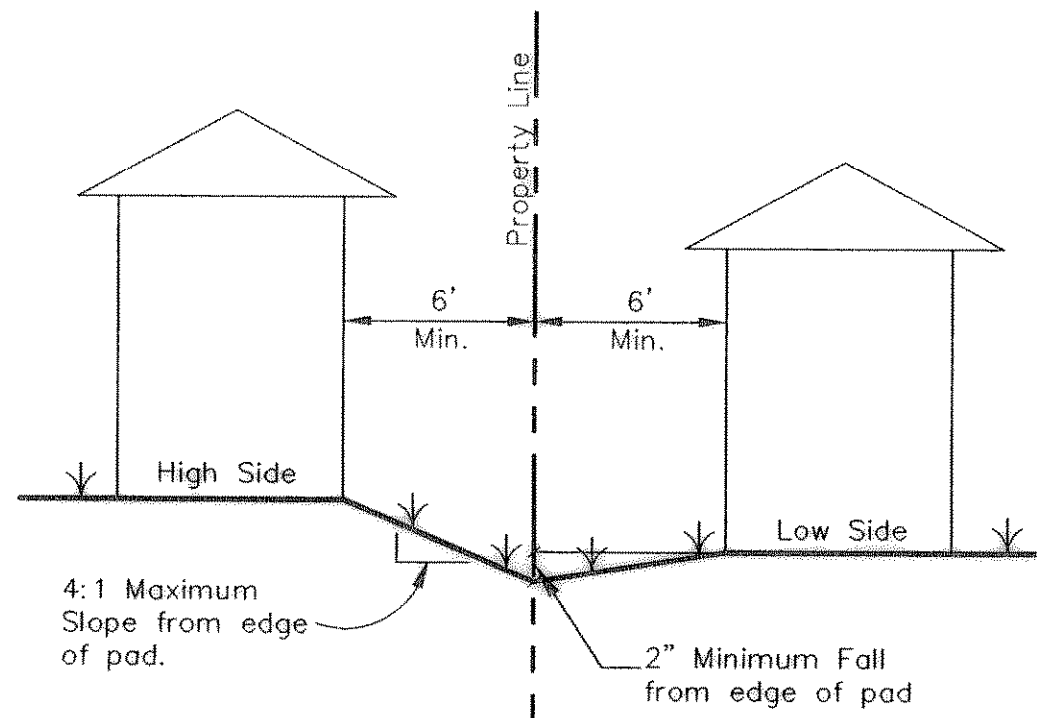 Property Line
6'
Min.
6'
Min.
High Side
Low Side
4:1 Maximum
Slope from edge
of pad.
2" Minimum Fall
from edge of pad